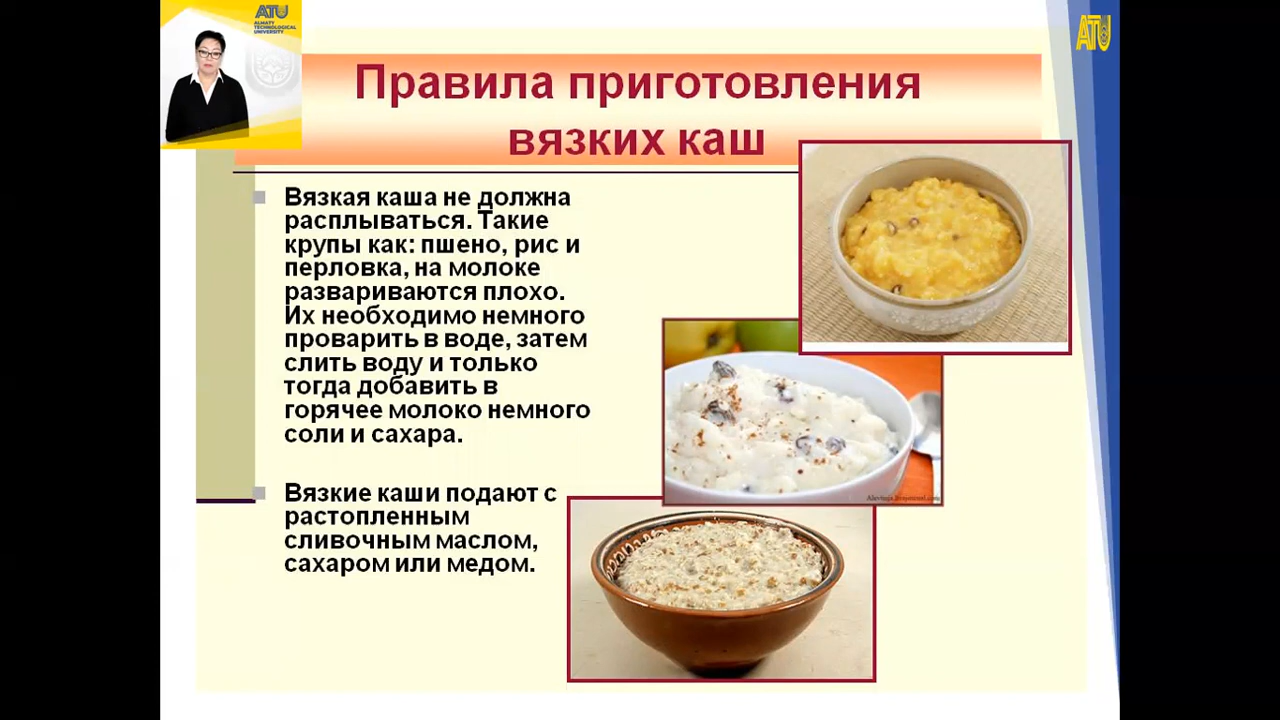 ATU
ALMATY
TECHNOLOGICAL
UNIVERSITY
ATU
Правила приготовления
вязких каш
Вязкая каша не должна
расплываться. Такие
крупы как: пшено, рис и
перловка, на молоке
развариваются плохо.
Их необходимо немного
проварить в воде, затем
слить воду и только
тогда добавить в
горячее молоко немного
соли и сахара.
Вязкие каши подают с
растопленным
сливочным маслом,
сахаром или медом.